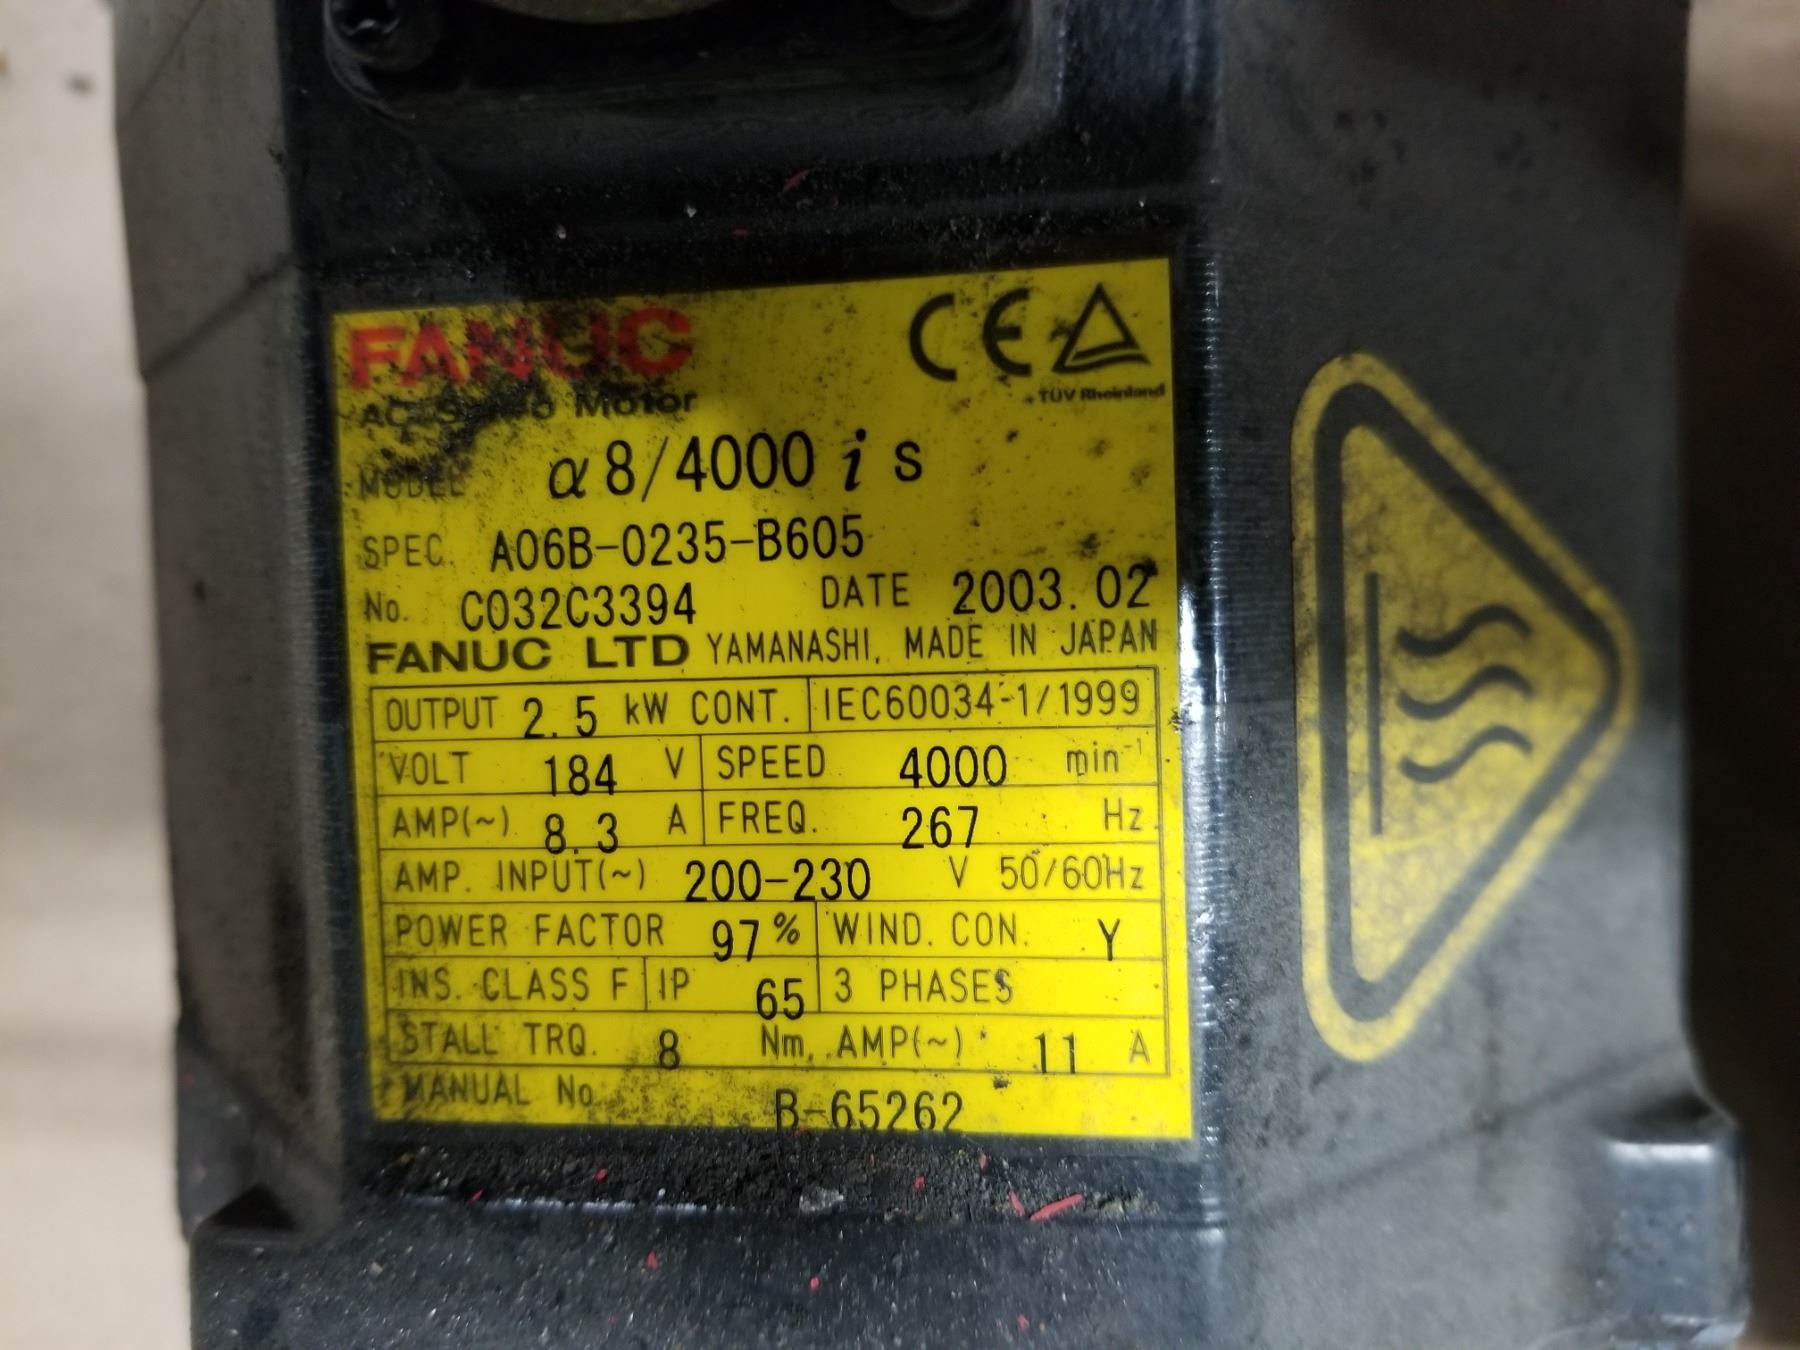 FANUC
CE
TÜV Rheinland
AC Servo Motor
MODEL α8/4000is
SPEC. A06B-0235-B605
No. C032C3394 DATE 2003.02
FANUC LTD YAMANASHI, MADE IN JAPAN
OUTPUT 2.5 kW CONT. IEC60034-1/1999
VOLT 184 V SPEED 4000 min⁻¹
AMP(~) 8.3 A FREQ. 267 Hz
AMP. INPUT(~) 200-230 V 50/60Hz
POWER FACTOR 97% WIND. CON. Y
INS. CLASS F IP 65 3 PHASES
STALL TRQ. 8 Nm, AMP(~) 11 A
MANUAL No. B-65262